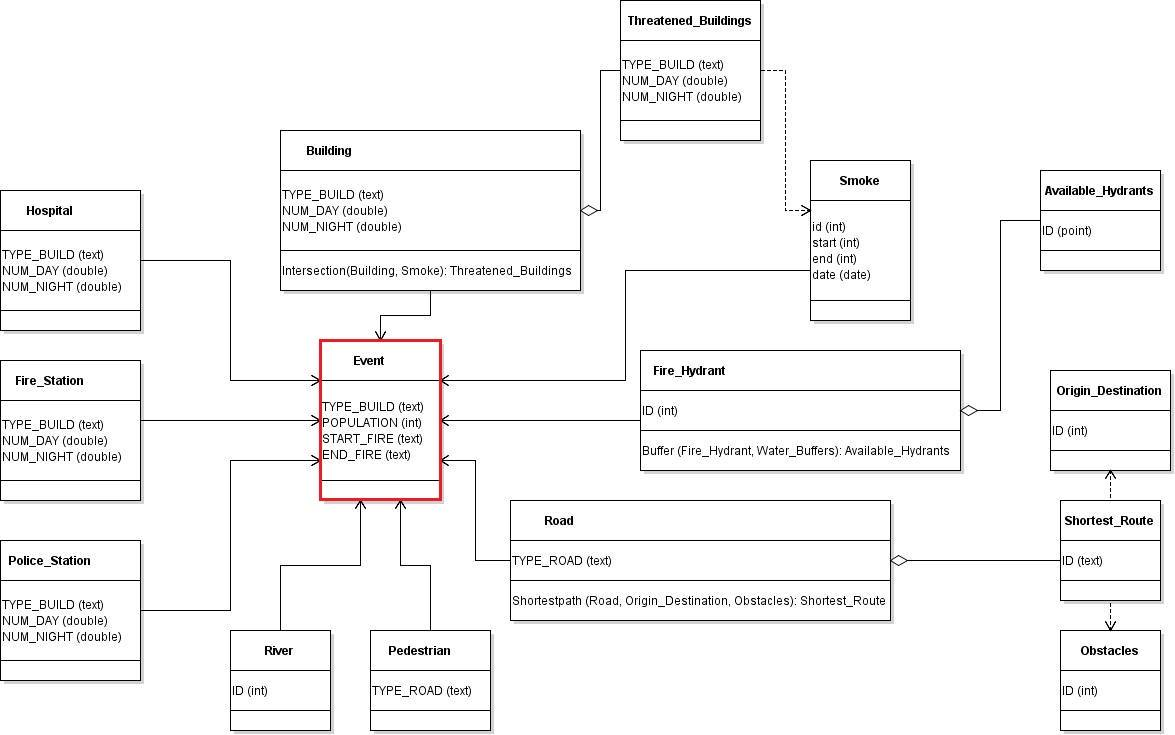 Threatened_Buildings
TYPE_BUILD (text)
NUM_DAY (double)
NUM_NIGHT (double)
Building
TYPE_BUILD (text)
NUM_DAY (double)
NUM_NIGHT (double)
Intersection(Building, Smoke): Threatened_Buildings
Smoke
id (int)
start (int)
end (int)
date (date)
Available_Hydrants
ID (point)
Hospital
TYPE_BUILD (text)
NUM_DAY (double)
NUM_NIGHT (double)
Event
TYPE_BUILD (text)
POPULATION (int)
START_FIRE (text)
END_FIRE (text)
Fire_Hydrant
ID (int)
Buffer (Fire_Hydrant, Water_Buffers): Available_Hydrants
Origin_Destination
ID (int)
Fire_Station
TYPE_BUILD (text)
NUM_DAY (double)
NUM_NIGHT (double)
Road
TYPE_ROAD (text)
Shortestpath (Road, Origin_Destination, Obstacles): Shortest_Route
Shortest_Route
ID (text)
Police_Station
TYPE_BUILD (text)
NUM_DAY (double)
NUM_NIGHT (double)
River
ID (int)
Pedestrian
TYPE_ROAD (text)
Obstacles
ID (int)